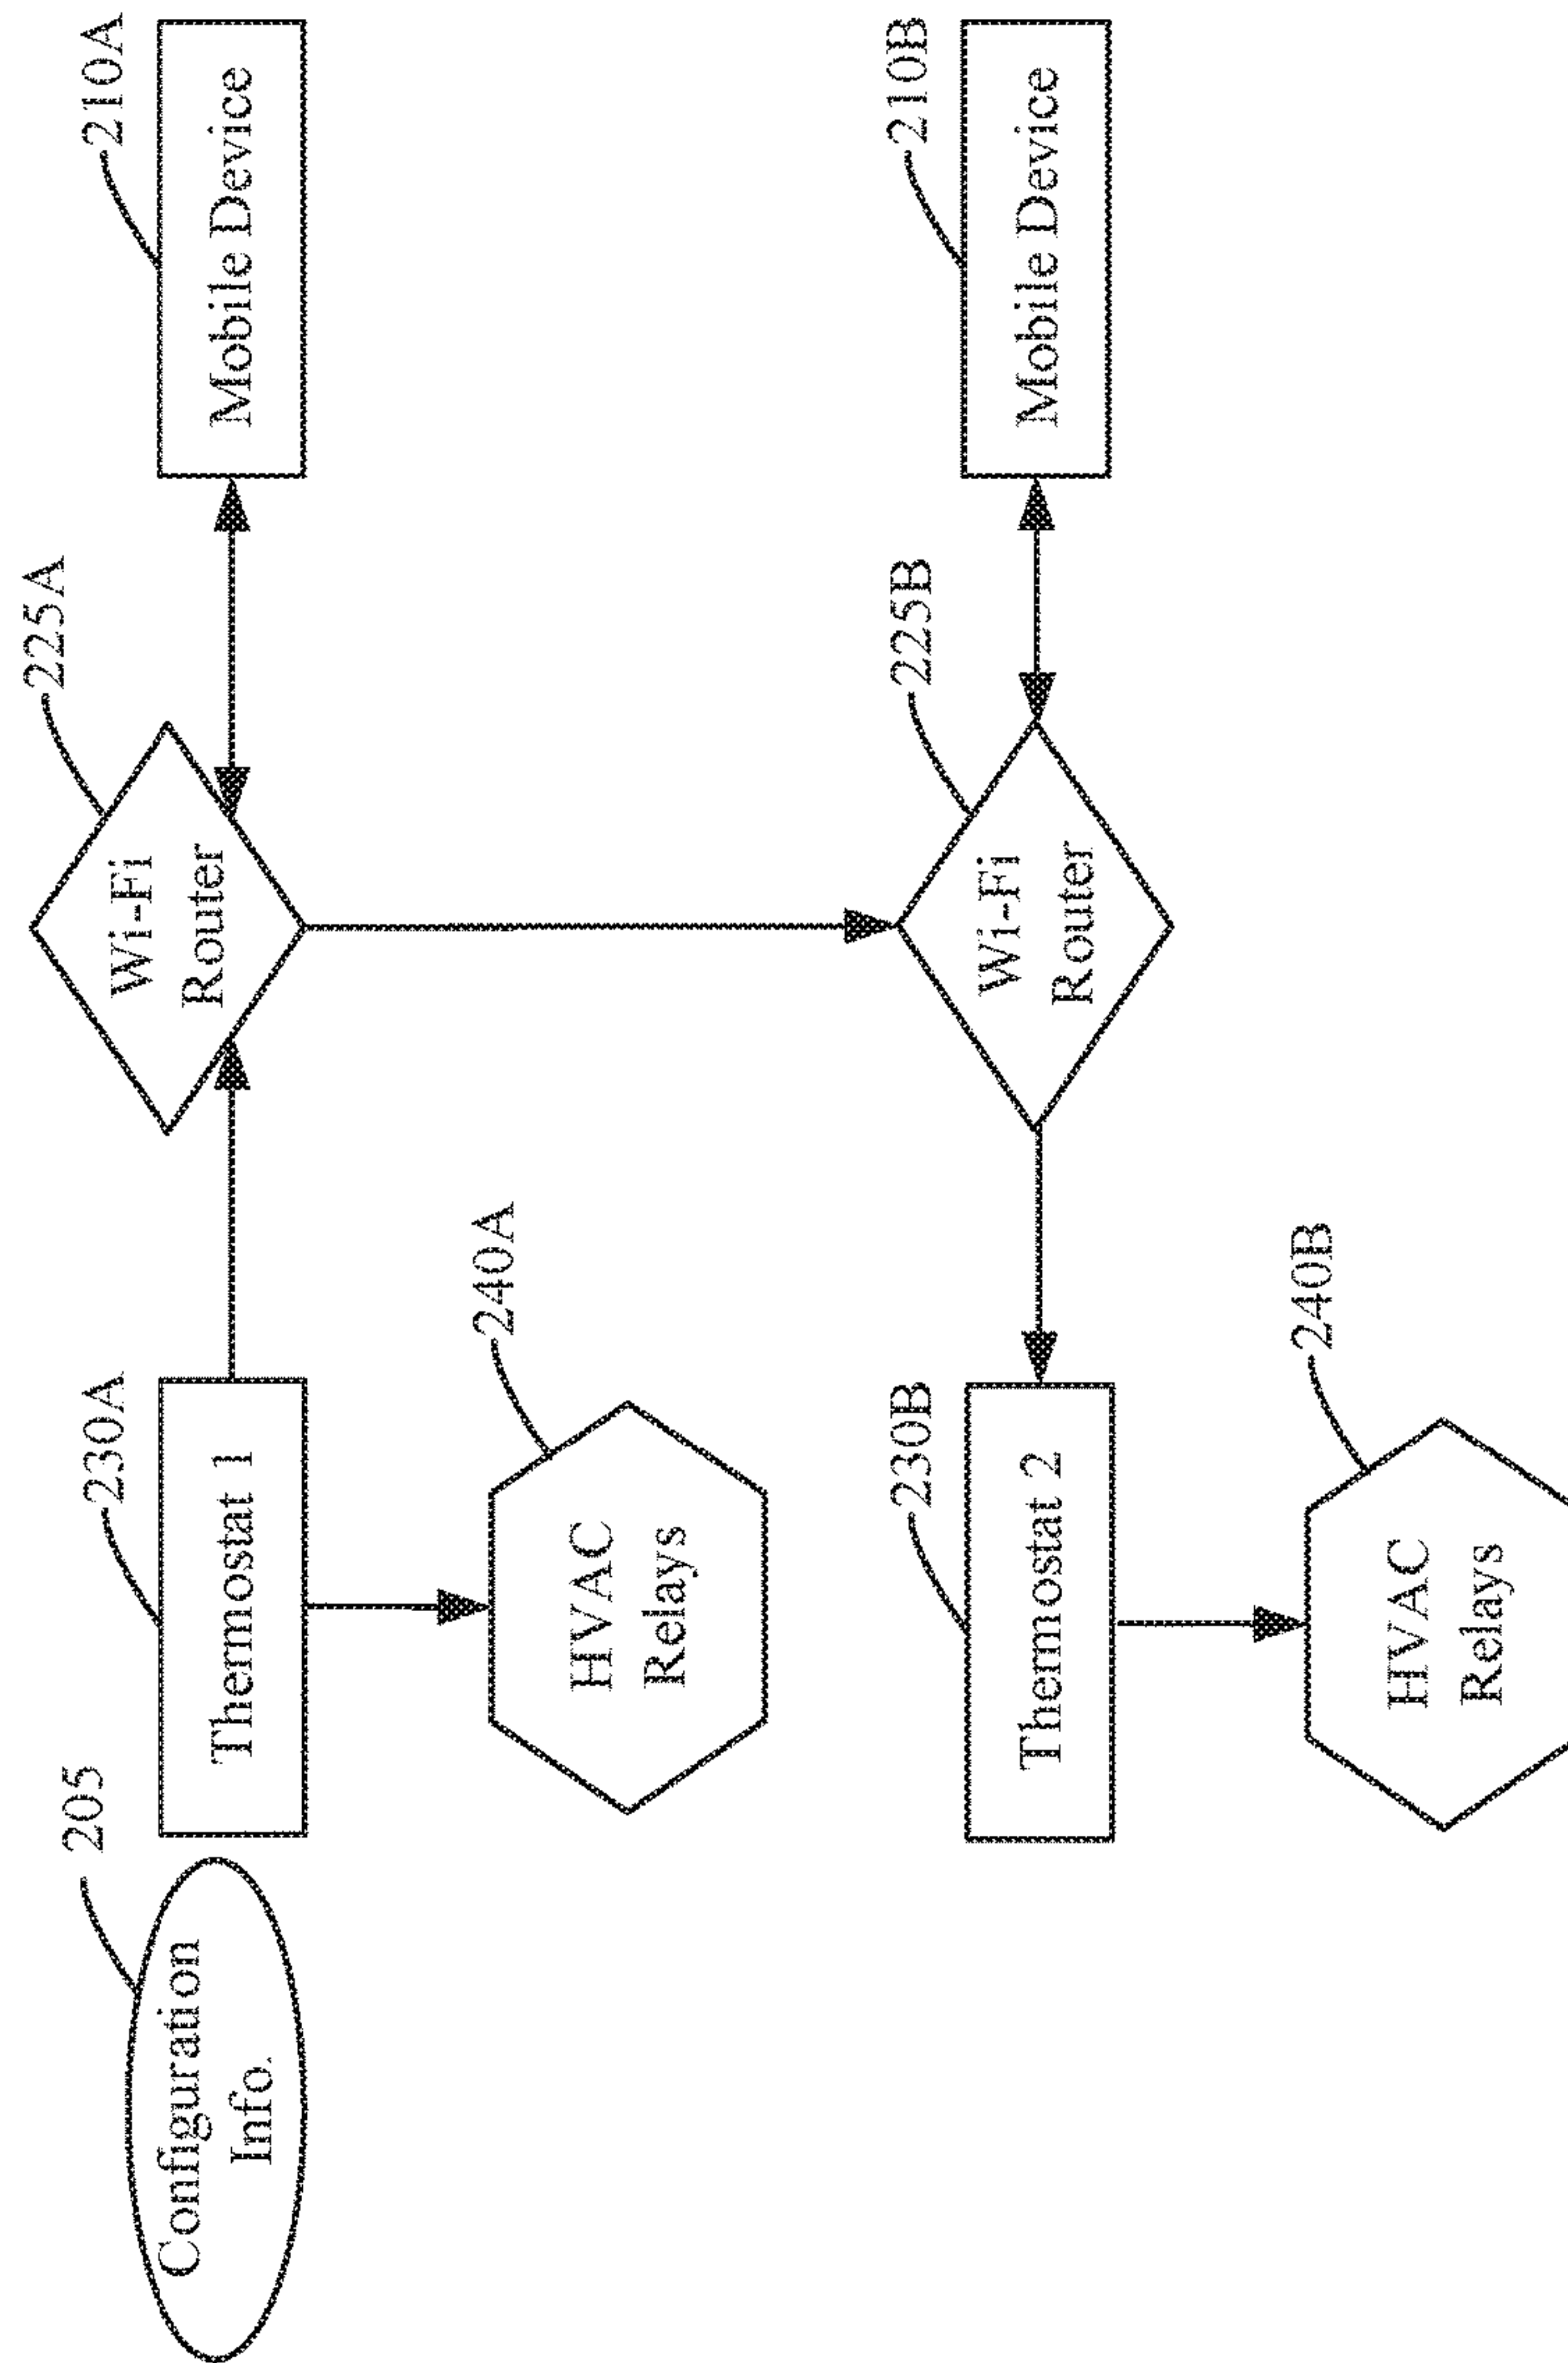 205
Configuration
Info.
230A
Thermostat 1
225A
Wi-Fi
Router
210A
Mobile Device
240A
HVAC
Relays
230B
Thermostat 2
225B
Wi-Fi
Router
210B
Mobile Device
240B
HVAC
Relays